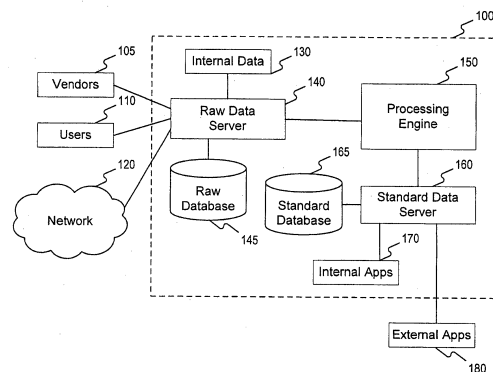 100
105
Vendors
110
Users
120
Network
Internal Data
130
140
Raw Data
Server
150
Processing
Engine
Raw
Database
145
165
Standard
Database
160
Standard Data
Server
170
Internal Apps
External Apps
180